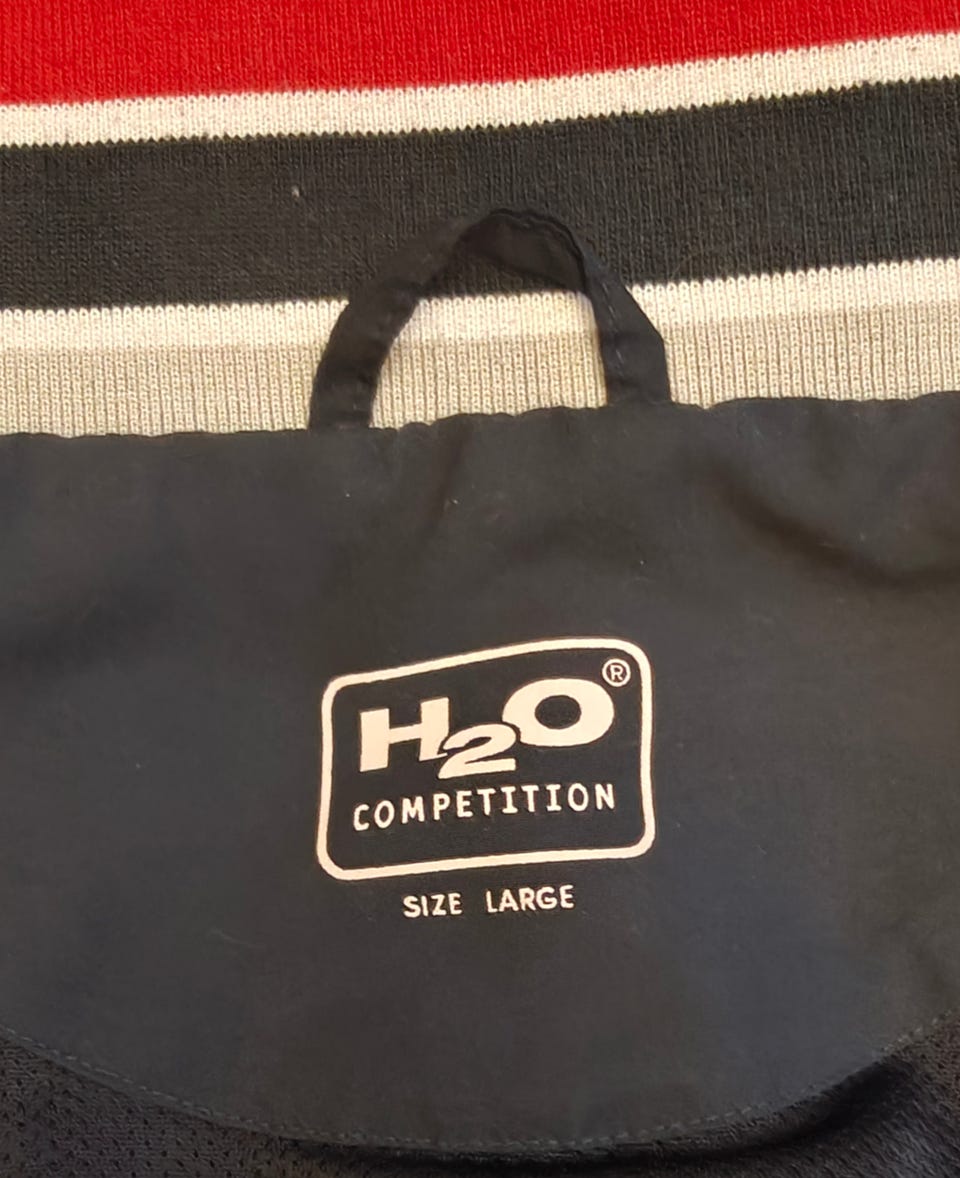 H2O®
COMPETITION
SIZE LARGE